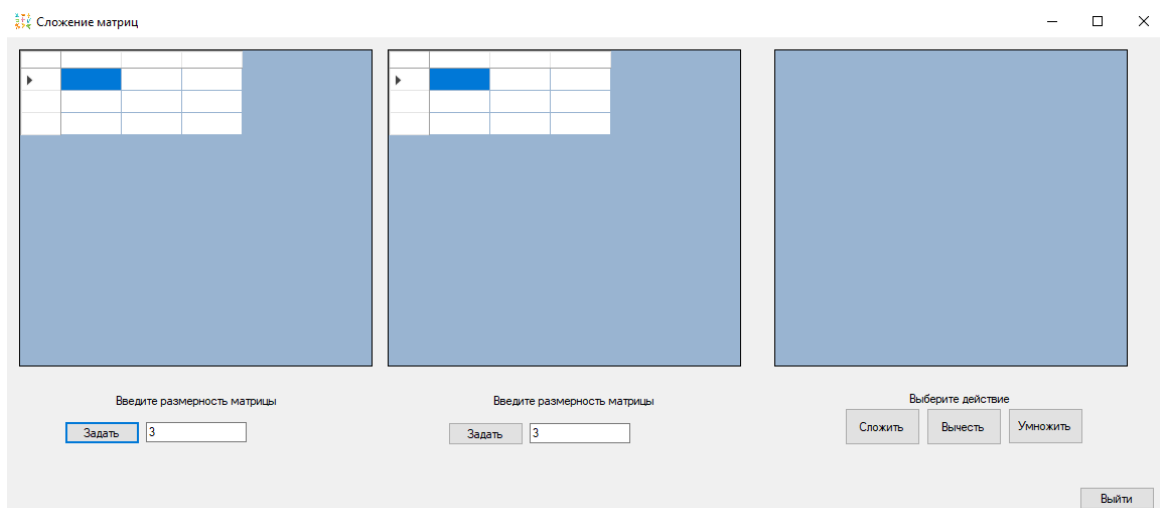 Сложение матриц
Введите размерность матрицы
Введите размерность матрицы
Выберите действие
Задать 3
Задать 3
Сложить Вычесть Умножить
Выйти